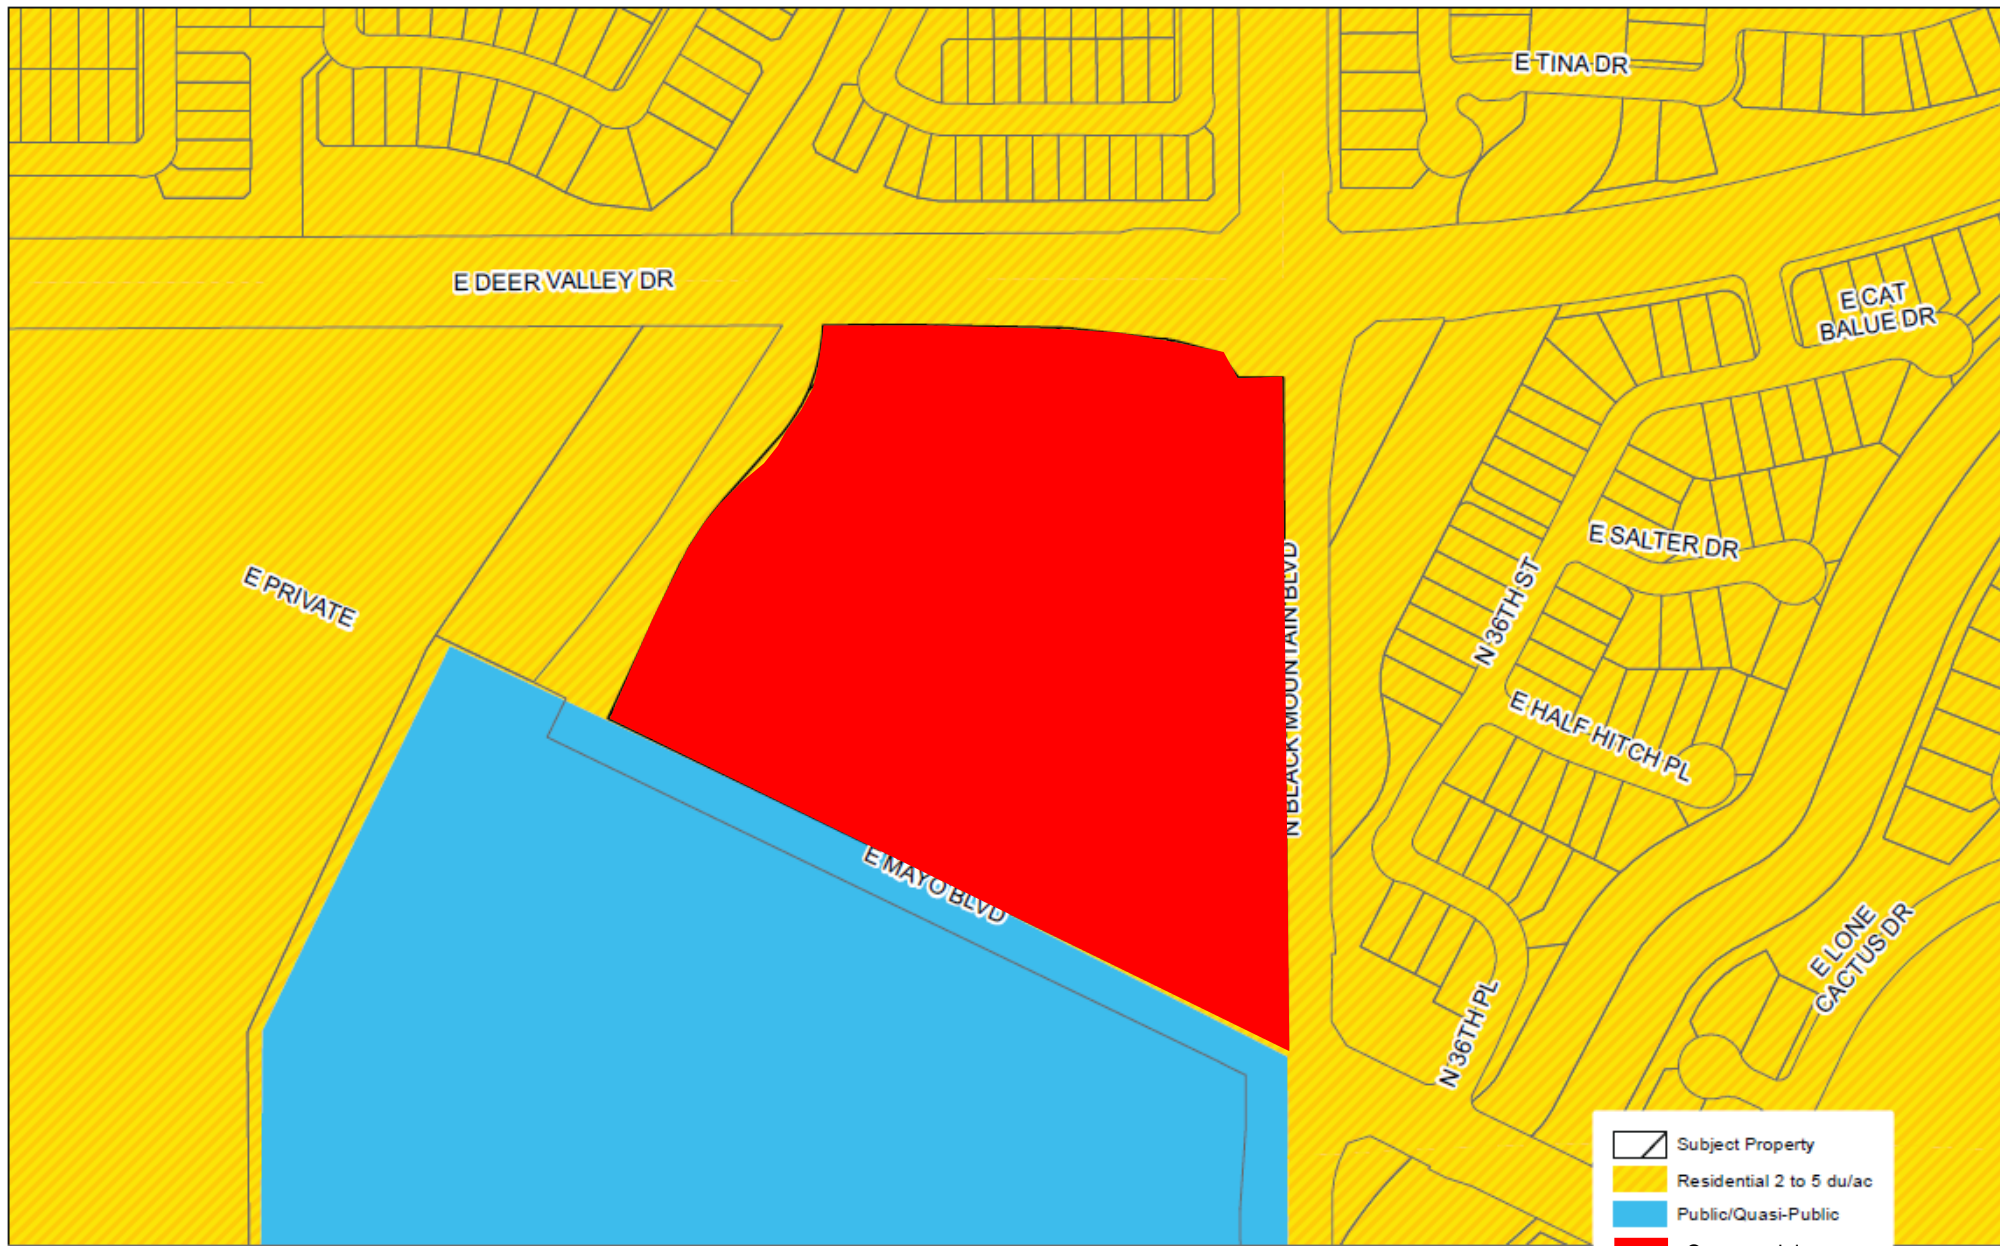 E TINA DR
E DEER VALLEY DR
E CAT
BALUE DR
E PRIVATE
N BLACK MOUNTAIN BLVD
N 36TH ST
E SALTER DR
E HALF HITCH PL
E MAYO BLVD
E LONE
CACTUS DR
N 36TH PL
Subject Property
Residential 2 to 5 du/ac
Public/Quasi-Public